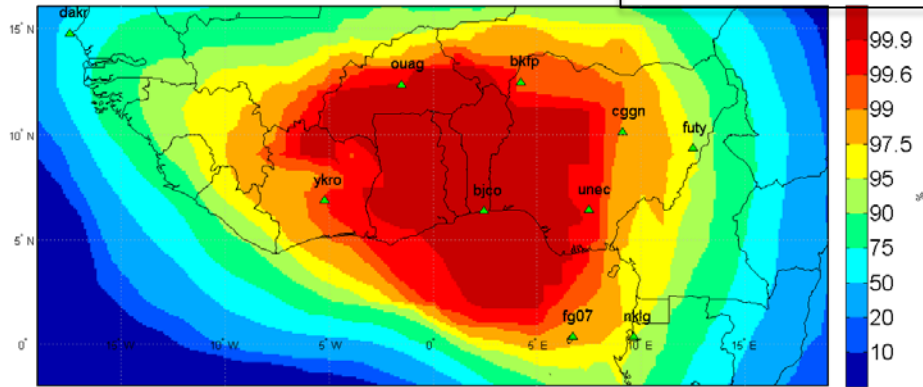 dakr
15° N
ouag
bkfp
99.9
99.6
cggn
99
10° N
futy
97.5
ykro
bjco
unec
95
%
90
5° N
75
50
fg07
nklg
20
0°
10° W
5° W
0°
5° E
10° E
15° E
10